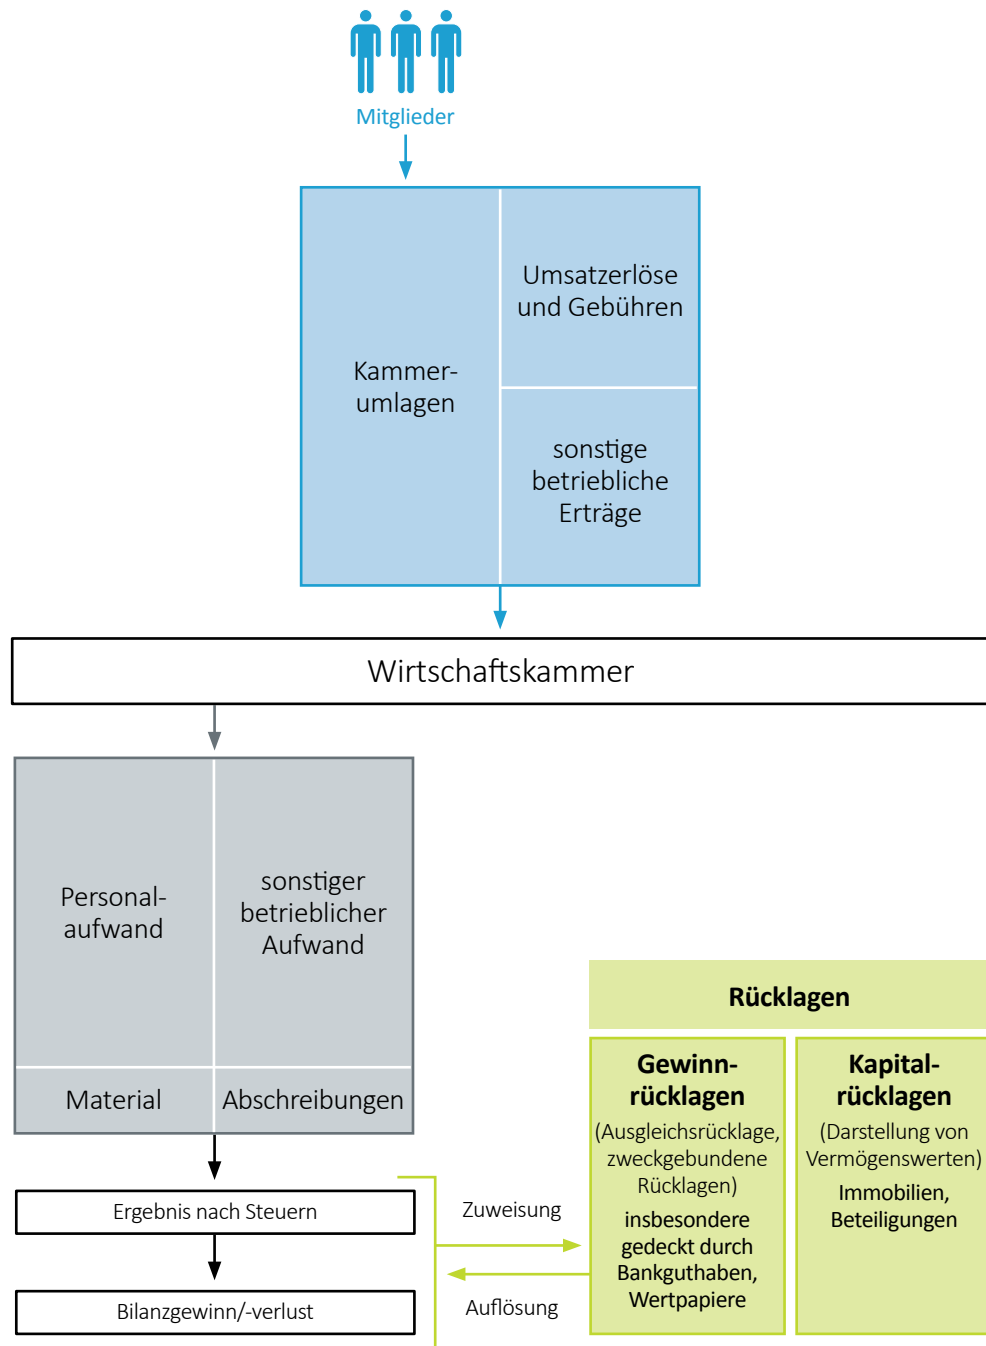 Mitglieder
Kammer-
umlagen
Umsatzerlöse
und Gebühren
sonstige
betriebliche
Erträge
Wirtschaftskammer
Personal-
aufwand
sonstiger
betrieblicher
Aufwand
Material
Abschreibungen
Ergebnis nach Steuern
Bilanzgewinn/-verlust
Zuweisung
Auflösung
Rücklagen
Gewinn-
rücklagen
(Ausgleichsrücklage,
zweckgebundene
Rücklagen)
insbesondere
gedeckt durch
Bankguthaben,
Wertpapiere
Kapital-
rücklagen
(Darstellung von
Vermögenswerten)
Immobilien,
Beteiligungen